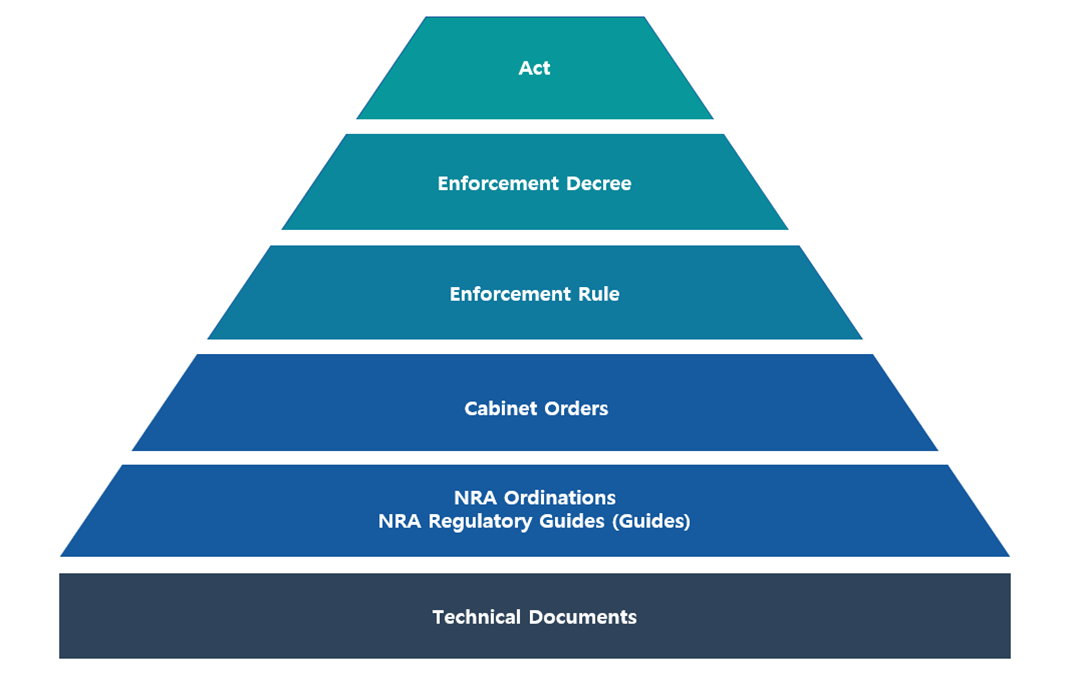 Act
Enforcement Decree
Enforcement Rule
Cabinet Orders
NRA Ordinations
NRA Regulatory Guides (Guides)
Technical Documents